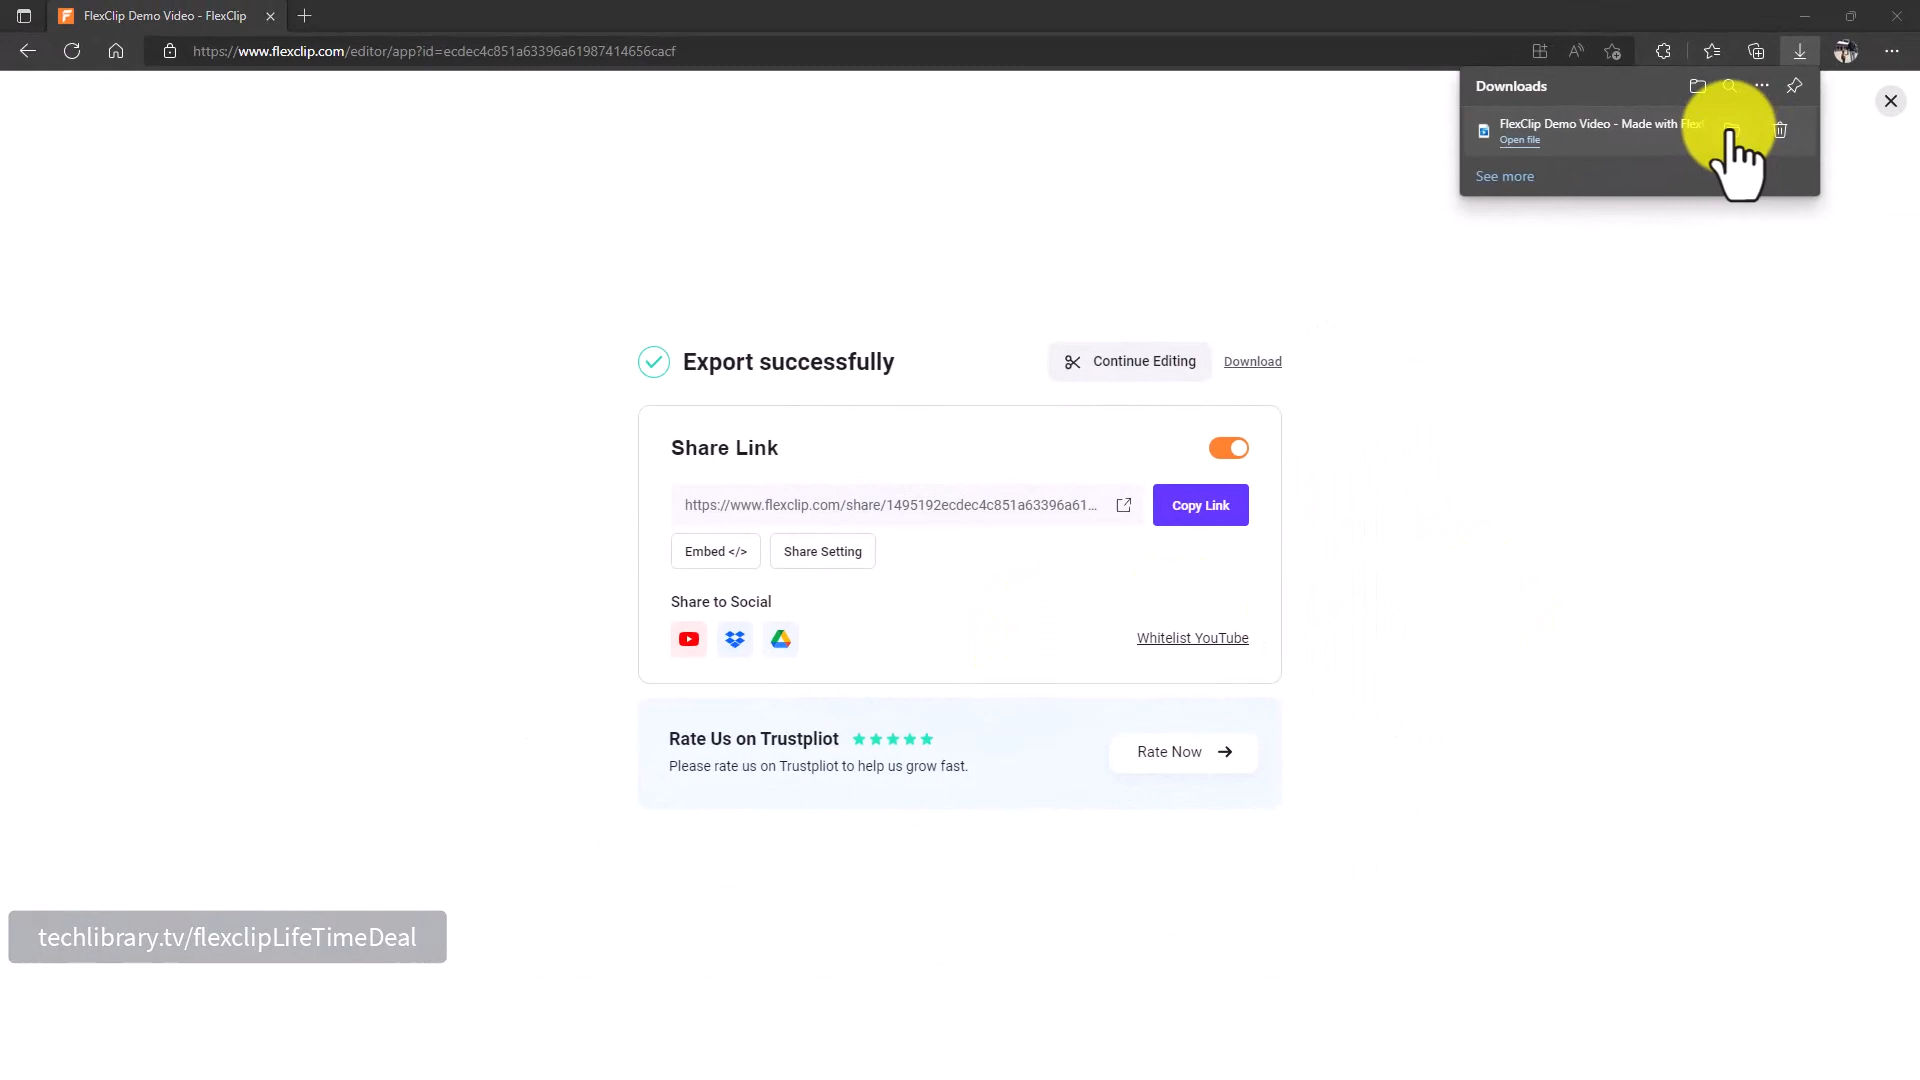 FlexClip Demo Video - FlexClip
https://www.flexclip.com/editor/app?id=ecdec4c851a63396a61987414656cacf
Downloads
FlexClip Demo Video - Made with
Open file
See more
Export successfully
Continue Editing
Download
Share Link
https://www.flexclip.com/share/1495192ecdec4c851a63396a61...
Copy Link
Embed </>
Share Setting
Share to Social
Whitelist YouTube
Rate Us on Trustpliot
Please rate us on Trustpliot to help us grow fast.
Rate Now
techlibrary.tv/flexclipLifeTimeDeal